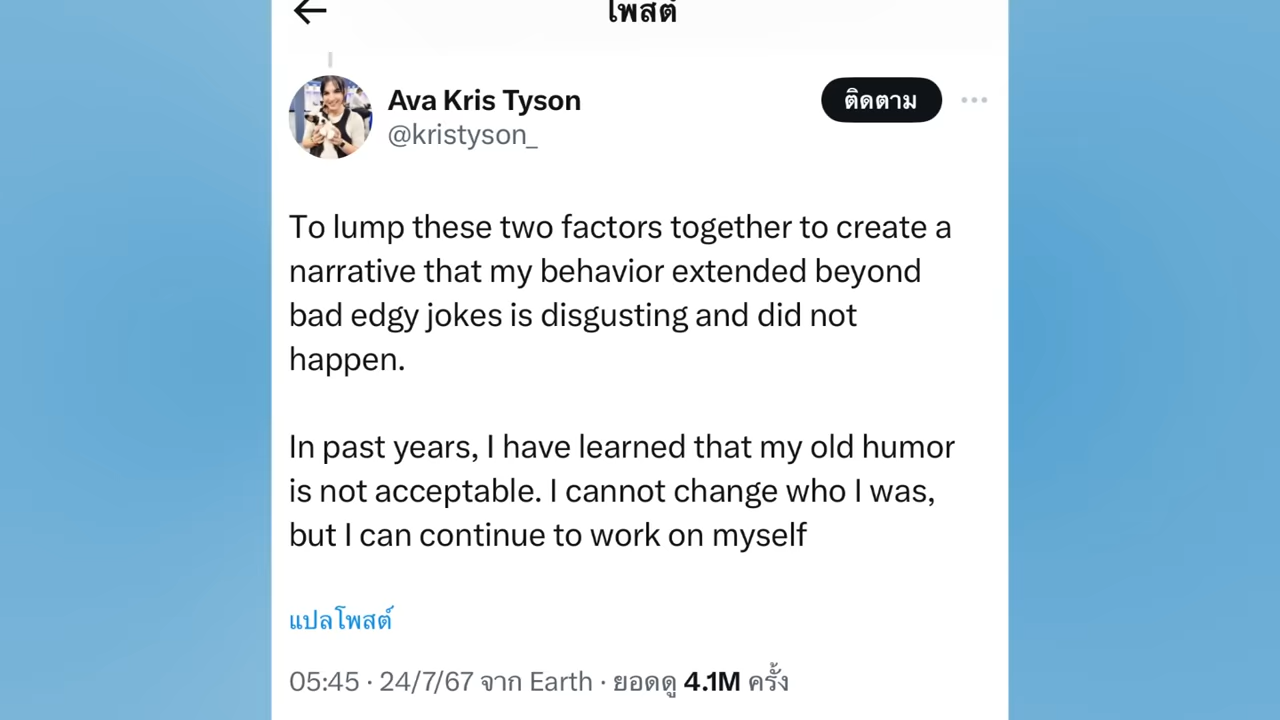 โพสต์
Ava Kris Tyson
ติดตาม
@kristyson_
To lump these two factors together to create a
narrative that my behavior extended beyond
bad edgy jokes is disgusting and did not
happen.
In past years, I have learned that my old humor
is not acceptable. I cannot change who I was,
but I can continue to work on myself
แปลโพสต์
05:45 · 24/7/67 จาก Earth · ยอดดู 4.1M ครั้ง